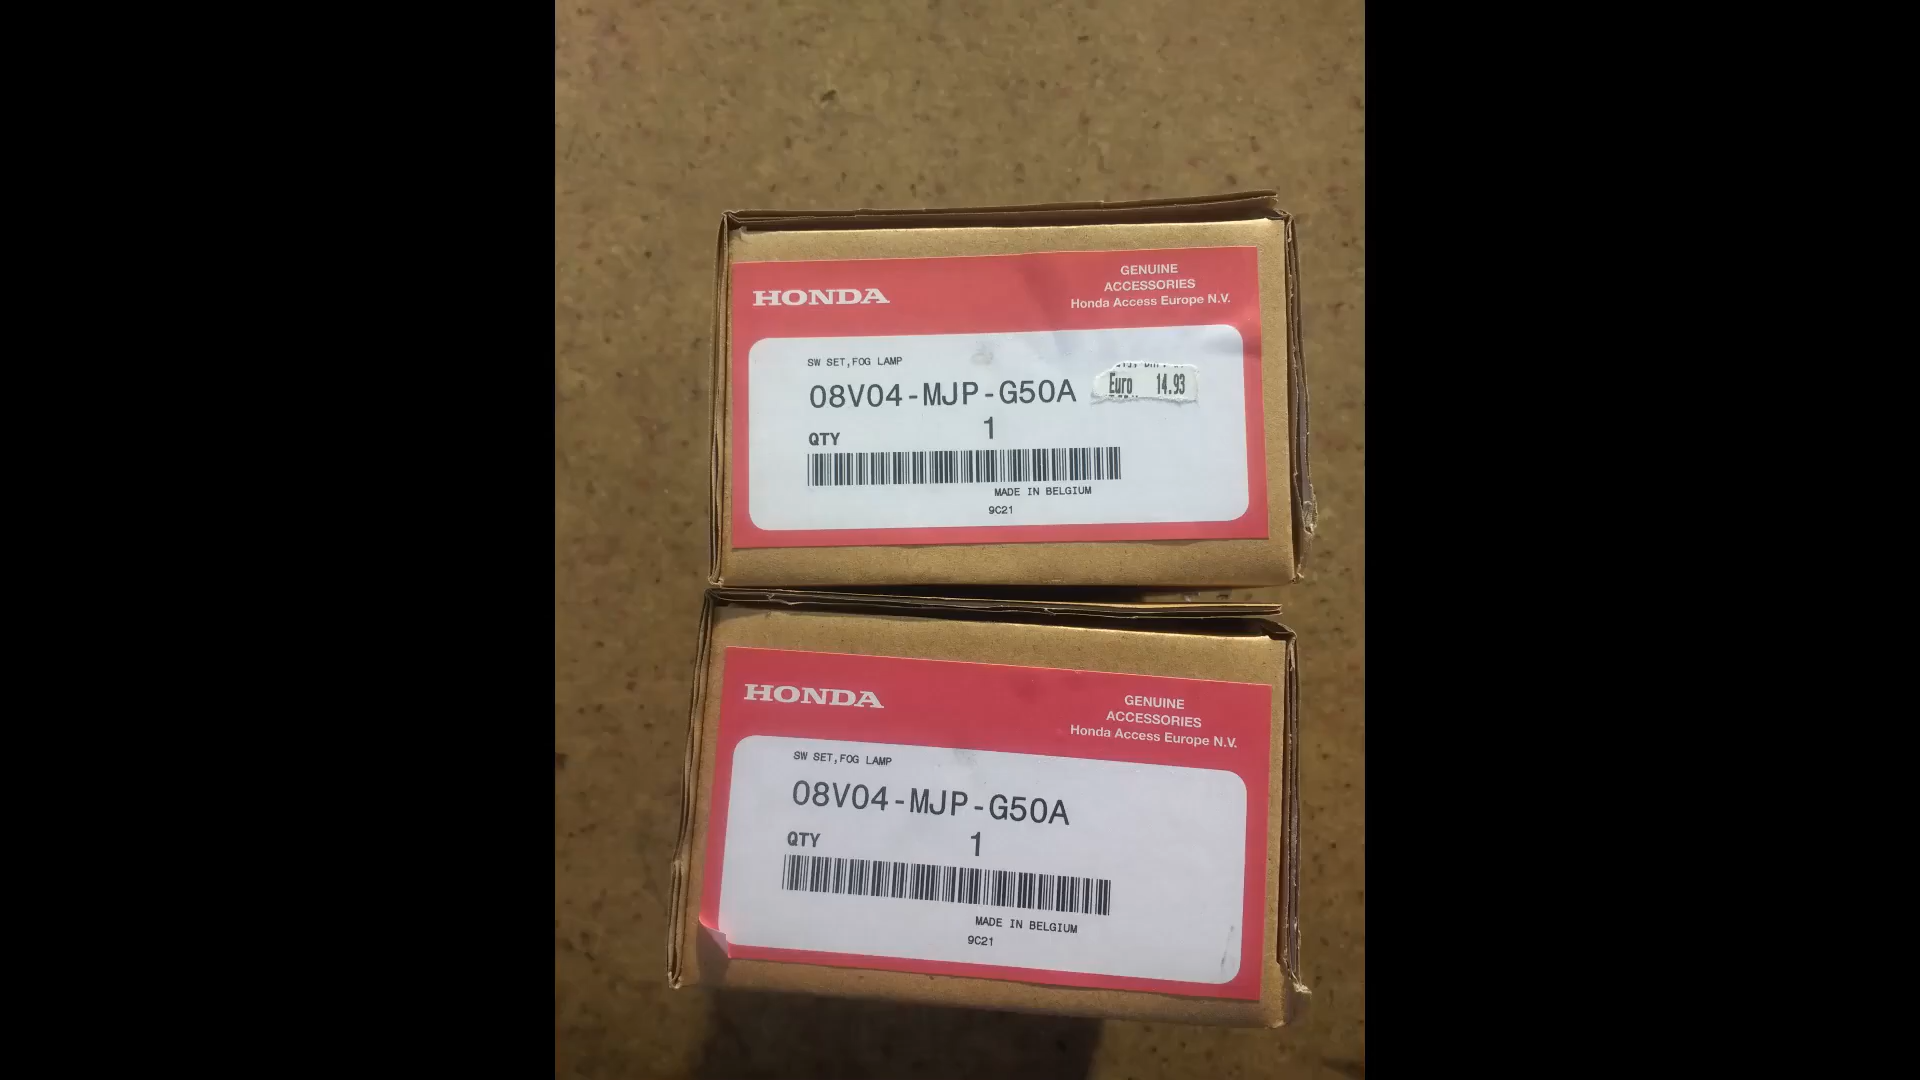 HONDA
GENUINE
ACCESSORIES
Honda Access Europe N.V.
SW SET,FOG LAMP
08V04-MJP-G50A
Euro 14.93
QTY 1
MADE IN BELGIUM
9C21
HONDA
GENUINE
ACCESSORIES
Honda Access Europe N.V.
SW SET,FOG LAMP
08V04-MJP-G50A
QTY 1
MADE IN BELGIUM
9C21